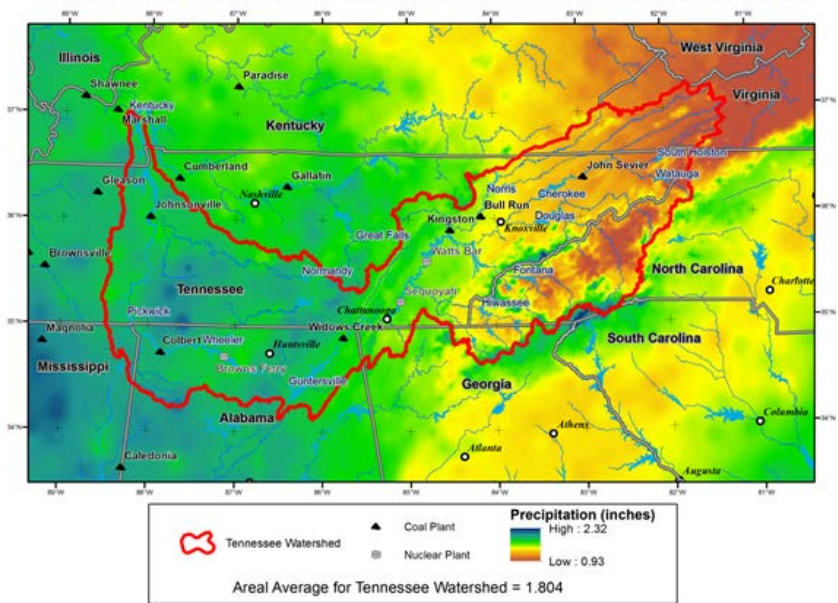 Illinois
West Virginia
Shawnee
Paradise
Virginia
37°N
Kentucky
37°N
Marshall
Kentucky
South Holston
Cumberland
John Sevier
Gleason
Gallatin
Watauga
Norris
Cherokee
Nashville
Johnsonville
Bull Run
36°N
36°N
Kingston
Douglas
Knoxville
Great Falls
Brownsville
Watts Bar
Normandy
Fontana
North Carolina
Tennessee
Charlotte
Sequoyah
Pickwick
Hiwassee
Chattanooga
35°N
Magnolia
Widows Creek
35°N
Colbert
Wheeler
Huntsville
South Carolina
Mississippi
Browns Ferry
Guntersville
Georgia
Alabama
Columbia
34°N
Athens
34°N
Atlanta
Caledonia
Augusta
89°W 88°W 87°W 86°W 85°W 84°W 83°W 82°W 81°W
Precipitation (inches)
Coal Plant
High : 2.32
Tennessee Watershed
Nuclear Plant
Low : 0.93
Areal Average for Tennessee Watershed = 1.804